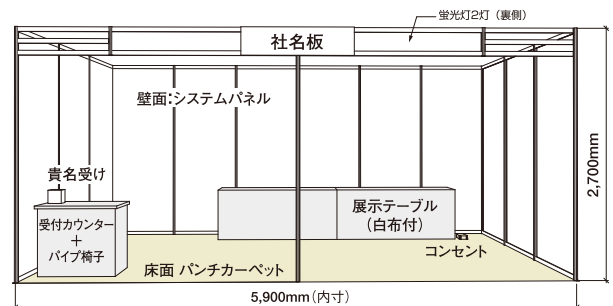 蛍光灯2灯（裏側）
社名板
壁面：システムパネル
2,700mm
貴名受け
受付カウンター
＋
パイプ椅子
展示テーブル
（白布付）
コンセント
床面 パンチカーペット
5,900mm（内寸）